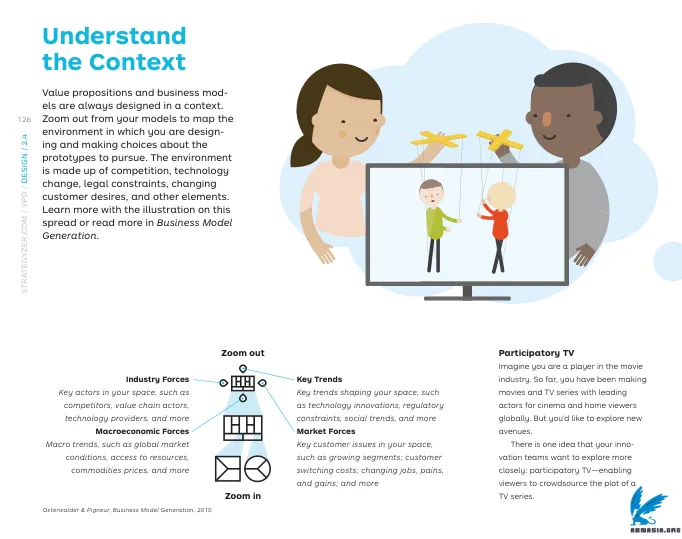 Understand
the Context
Value propositions and business mod-
els are always designed in a context.
Zoom out from your models to map the
environment in which you are design-
ing and making choices about the
prototypes to pursue. The environment
is made up of competition, technology
change, legal constraints, changing
customer desires, and other elements.
Learn more with the illustration on this
spread or read more in Business Model
Generation.
126
STRATEGYZER.COM / VPD / DESIGN / 2.4
Zoom out
Industry Forces
Key actors in your space, such as
competitors, value chain actors,
technology providers, and more
Macroeconomic Forces
Macro trends, such as global market
conditions, access to resources,
commodities prices, and more
Key Trends
Key trends shaping your space, such
as technology innovations, regulatory
constraints, social trends, and more
Market Forces
Key customer issues in your space,
such as growing segments; customer
switching costs; changing jobs, pains,
and gains; and more
Zoom in
Osterwalder & Pigneur, Business Model Generation, 2010.
Participatory TV
Imagine you are a player in the movie
industry. So far, you have been making
movies and TV series with leading
actors for cinema and home viewers
globally. But you'd like to explore new
avenues.
There is one idea that your inno-
vation teams want to explore more
closely: participatory TV—enabling
viewers to crowdsource the plot of a
TV series.
ABMASIA.ORG